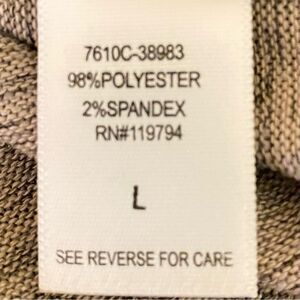 7610C-38983
98%POLYESTER
2%SPANDEX
RN#119794
L
SEE REVERSE FOR CARE